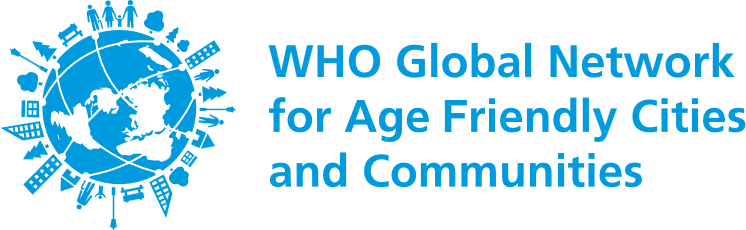 WHO Global Network
for Age Friendly Cities
and Communities